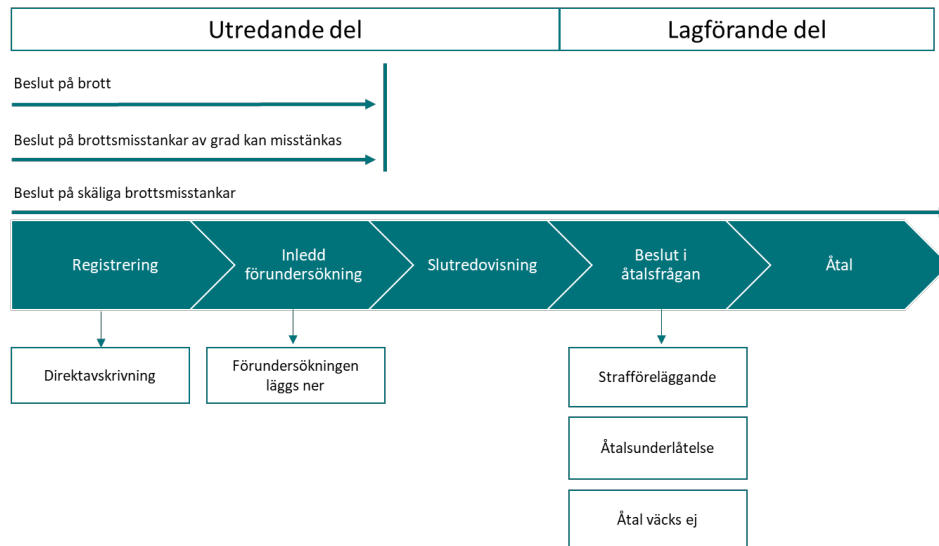 Utredande del
Lagförande del
Beslut på brott
Beslut på brottsmisstankar av grad kan misstänkas
Beslut på skäliga brottsmisstankar
Registrering
Inledd
förundersökning
Slutredovisning
Beslut i
åtalsfrågan
Åtal
Direktavskrivning
Förundersökningen
läggs ner
Strafföreläggande
Åtalsunderlåtelse
Åtal väcks ej